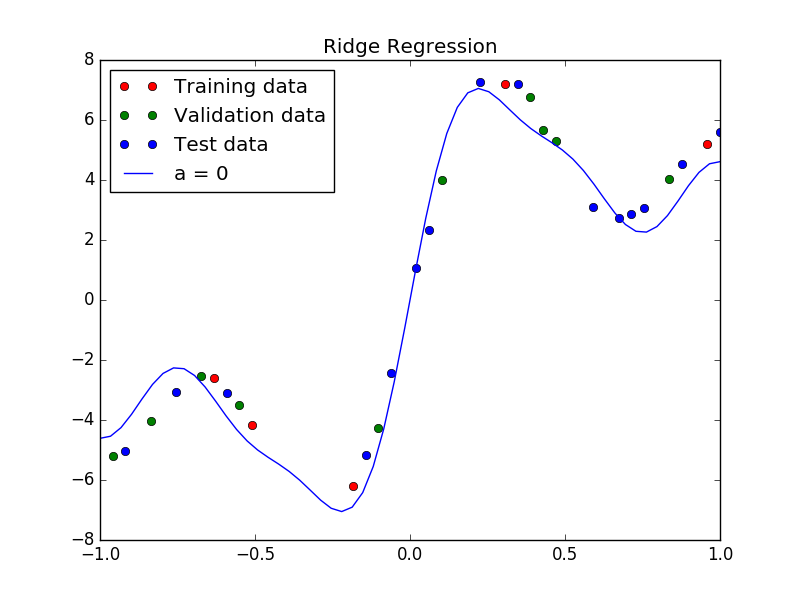 Ridge Regression
8
6
4
2
0
−2
−4
−6
−8
Training data
Validation data
Test data
a = 0
−1.0 −0.5 0.0 0.5 1.0